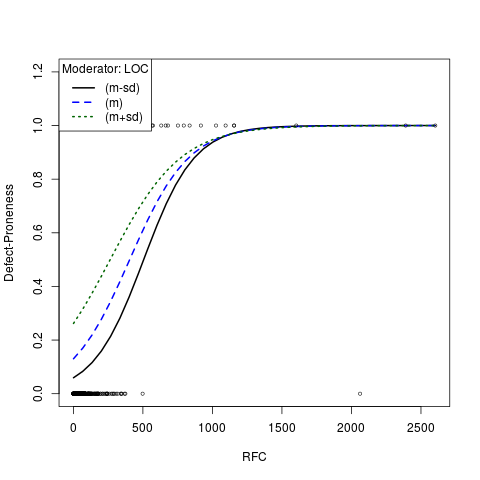 Moderator: LOC
(m-sd)
(m)
(m+sd)
1.2
1.0
0.8
0.6
0.4
0.2
0.0
Defect-Proneness
0 500 1000 1500 2000 2500
RFC